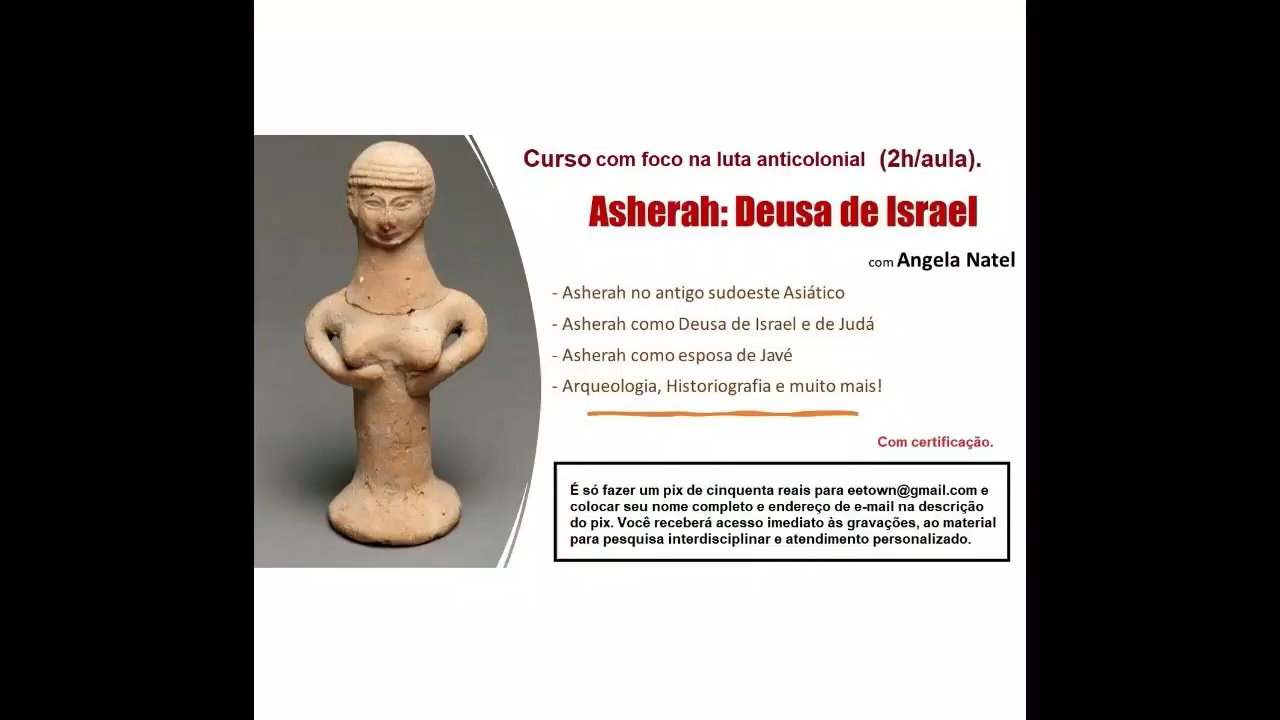 Curso com foco na luta anticolonial (2h/aula).
Asherah: Deusa de Israel
com Angela Natel
- Asherah no antigo sudoeste Asiático
- Asherah como Deusa de Israel e de Judá
- Asherah como esposa de Javé
- Arqueologia, Historiografia e muito mais!
Com certificação.
É só fazer um pix de cinquenta reais para eetown@gmail.com e
colocar seu nome completo e endereço de e-mail na descrição
do pix. Você receberá acesso imediato às gravações, ao material
para pesquisa interdisciplinar e atendimento personalizado.